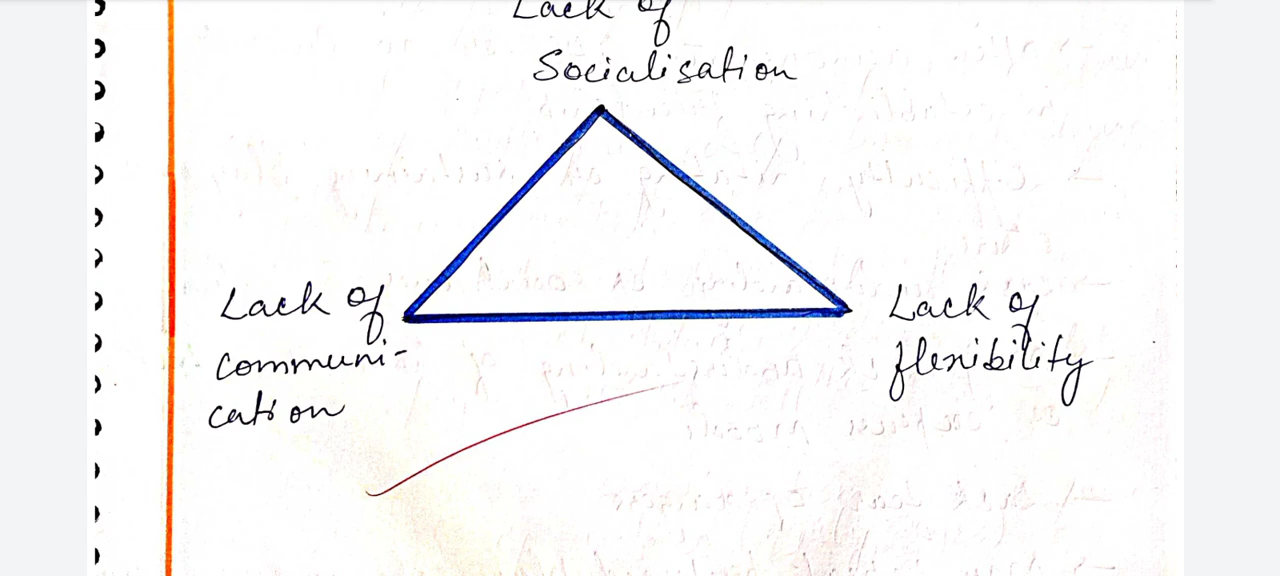 Lack of
Socialisation
Lack of
communi-
cation
Lack of
flexibility